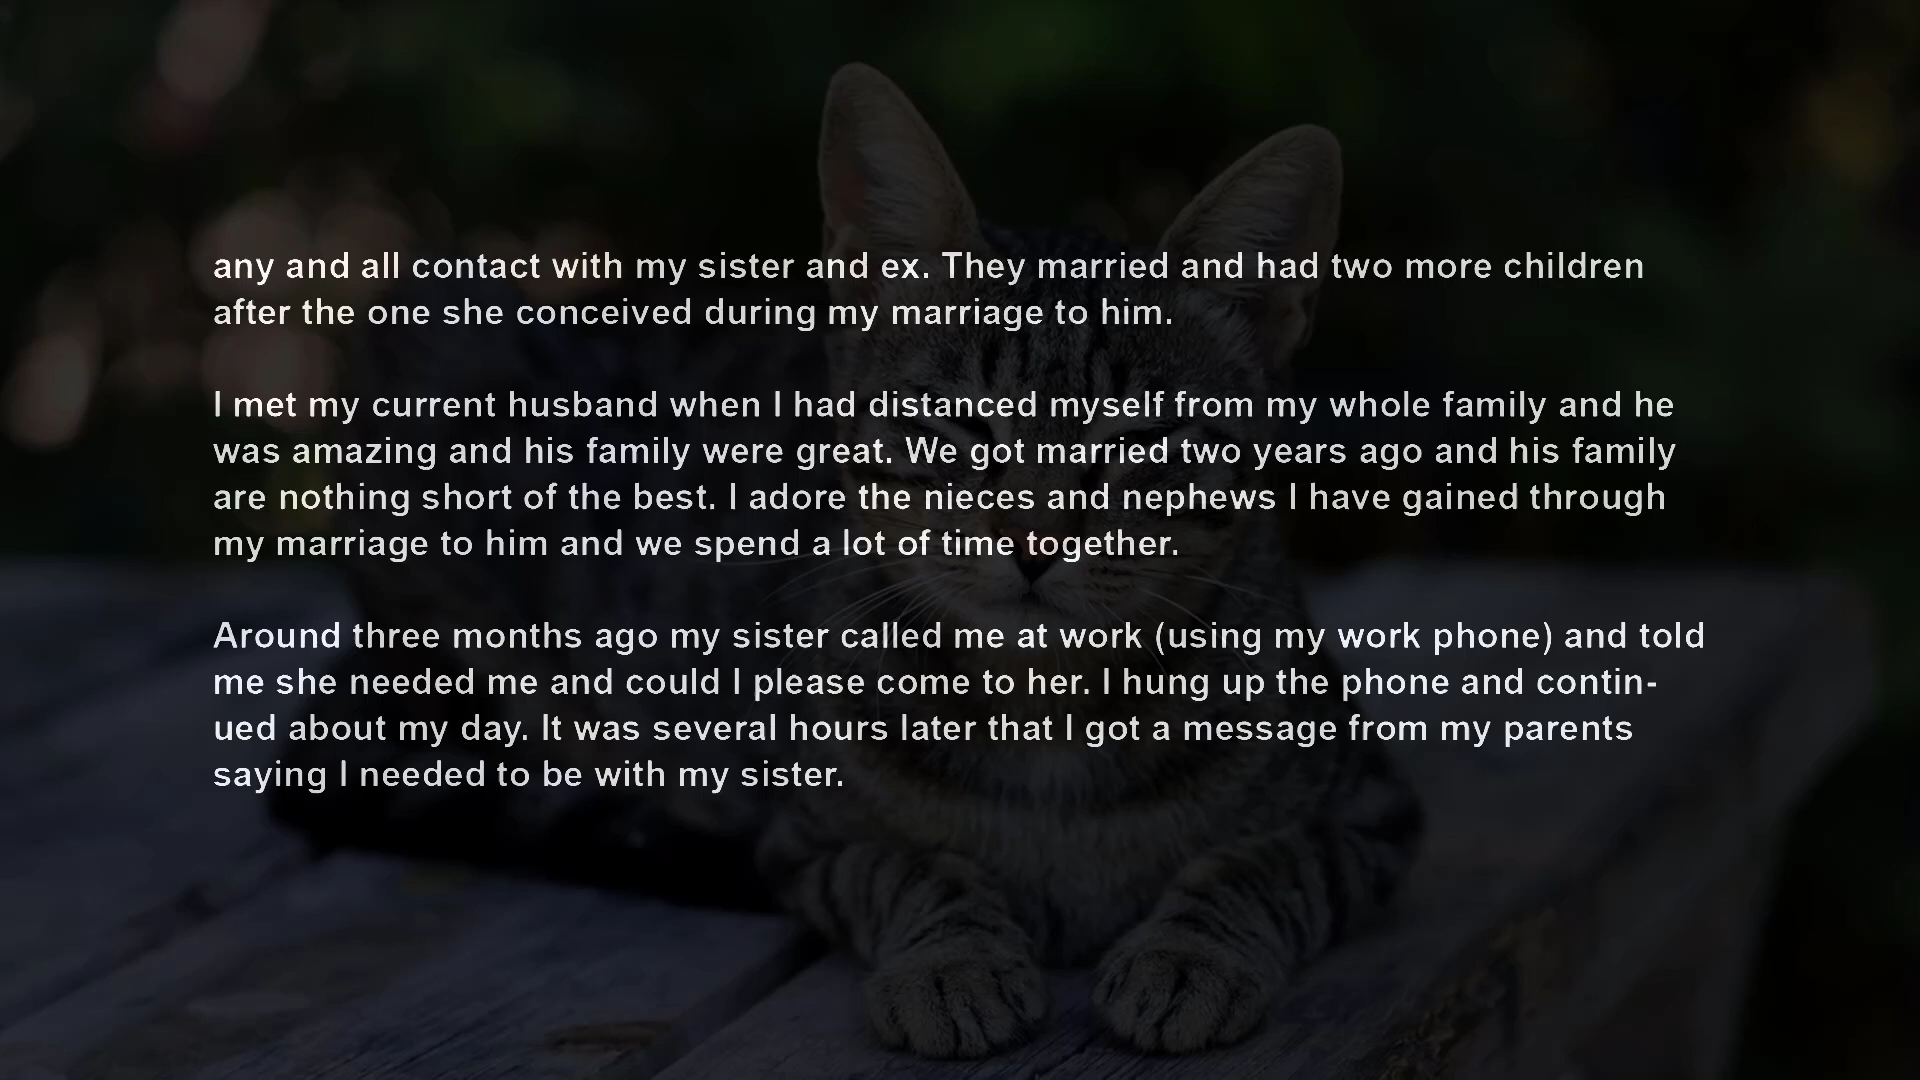 any and all contact with my sister and ex. They married and had two more children
after the one she conceived during my marriage to him.
I met my current husband when I had distanced myself from my whole family and he
was amazing and his family were great. We got married two years ago and his family
are nothing short of the best. I adore the nieces and nephews I have gained through
my marriage to him and we spend a lot of time together.
Around three months ago my sister called me at work (using my work phone) and told
me she needed me and could I please come to her. I hung up the phone and contin-
ued about my day. It was several hours later that I got a message from my parents
saying I needed to be with my sister.